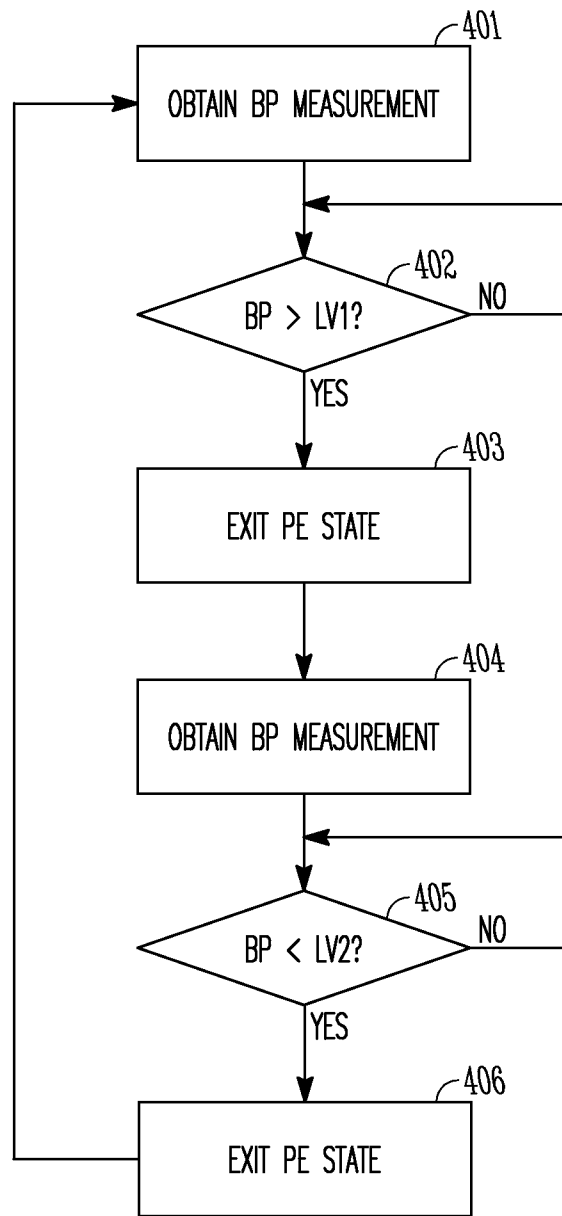 401
OBTAIN BP MEASUREMENT
402
BP > LV1?
NO
YES
403
EXIT PE STATE
404
OBTAIN BP MEASUREMENT
405
BP < LV2?
NO
YES
406
EXIT PE STATE